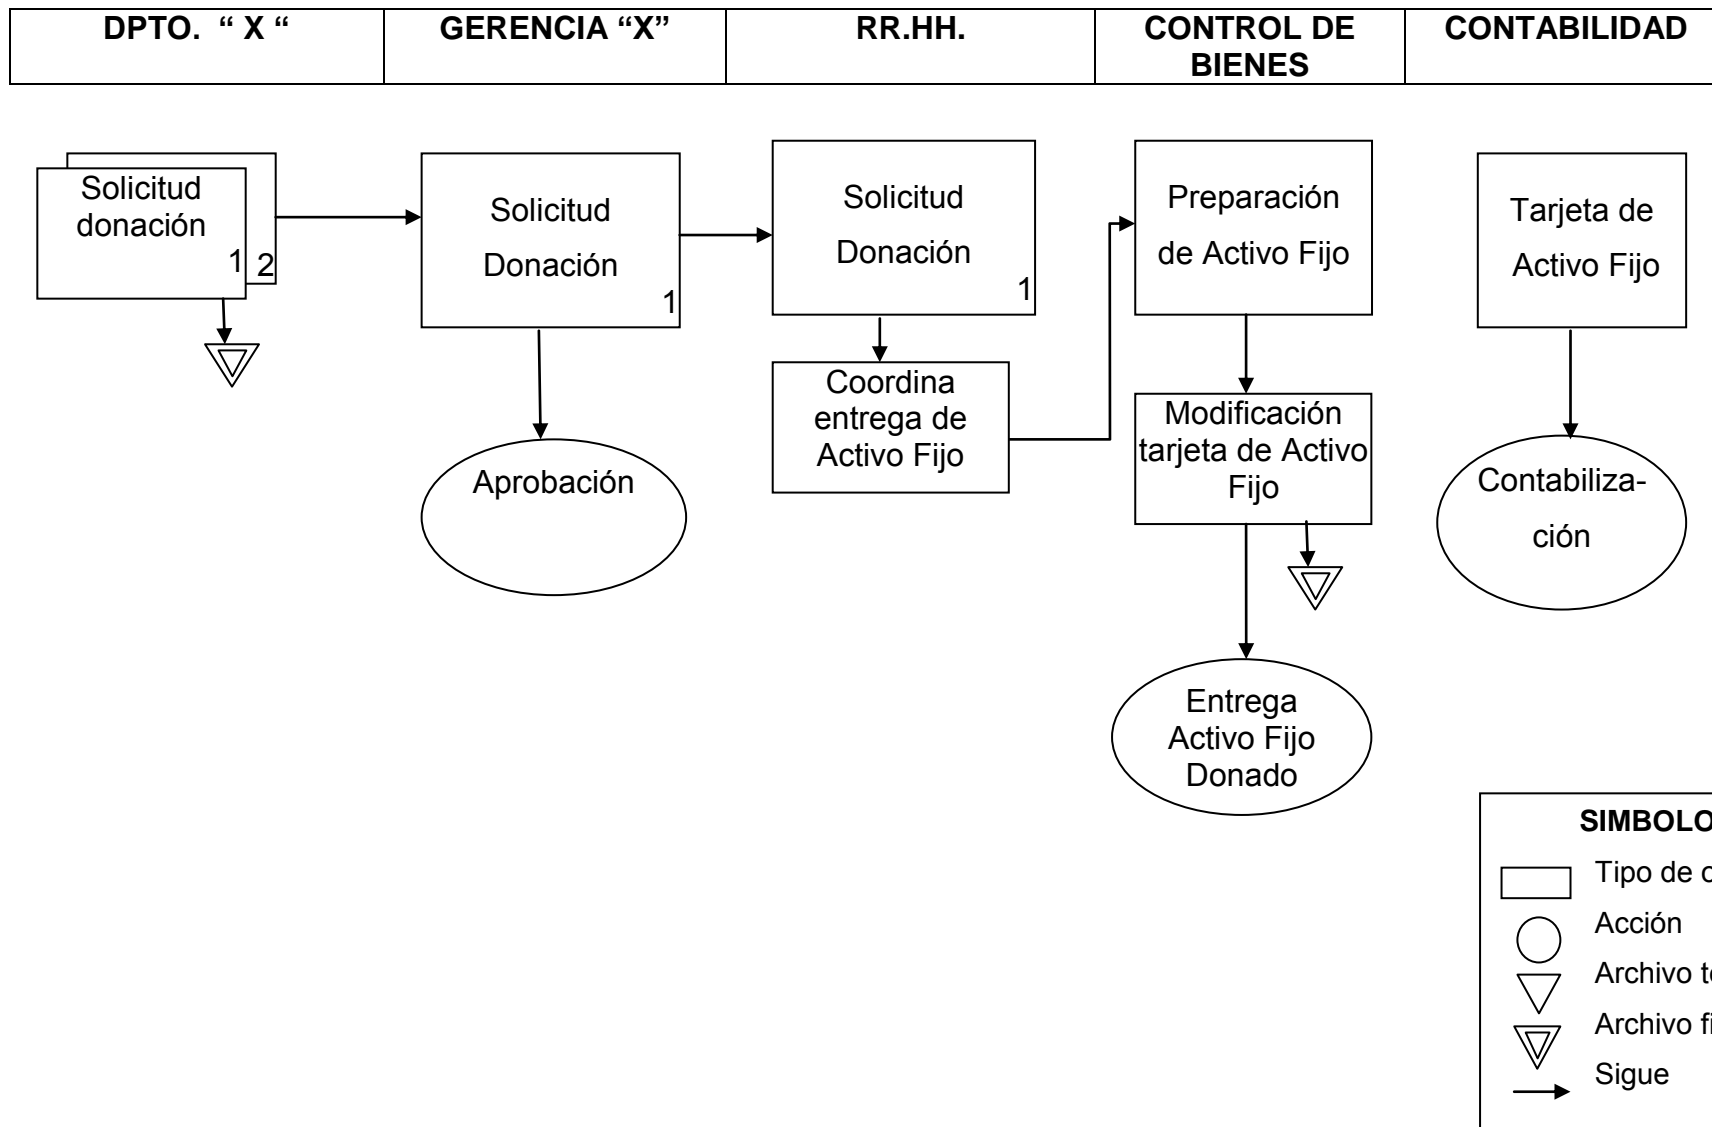 DPTO. “ X “
GERENCIA “X”
RR.HH.
CONTROL DE
BIENES
CONTABILIDAD
Solicitud
donación
1
2
Solicitud
Donación
1
Solicitud
Donación
1
Coordina
entrega de
Activo Fijo
Preparación
de Activo Fijo
Modificación
tarjeta de Activo
Fijo
Tarjeta de
Activo Fijo
Aprobación
Contabiliza-
ción
Entrega
Activo Fijo
Donado
SIMBOLO
Tipo de
Acción
Archivo
Archivo
Sigue